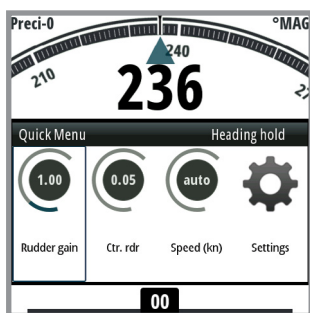 Preci-0 °MAG
210 240 27
236
Quick Menu Heading hold
1.00 0.05 auto
Rudder gain Ctr. rdr Speed (kn) Settings
00